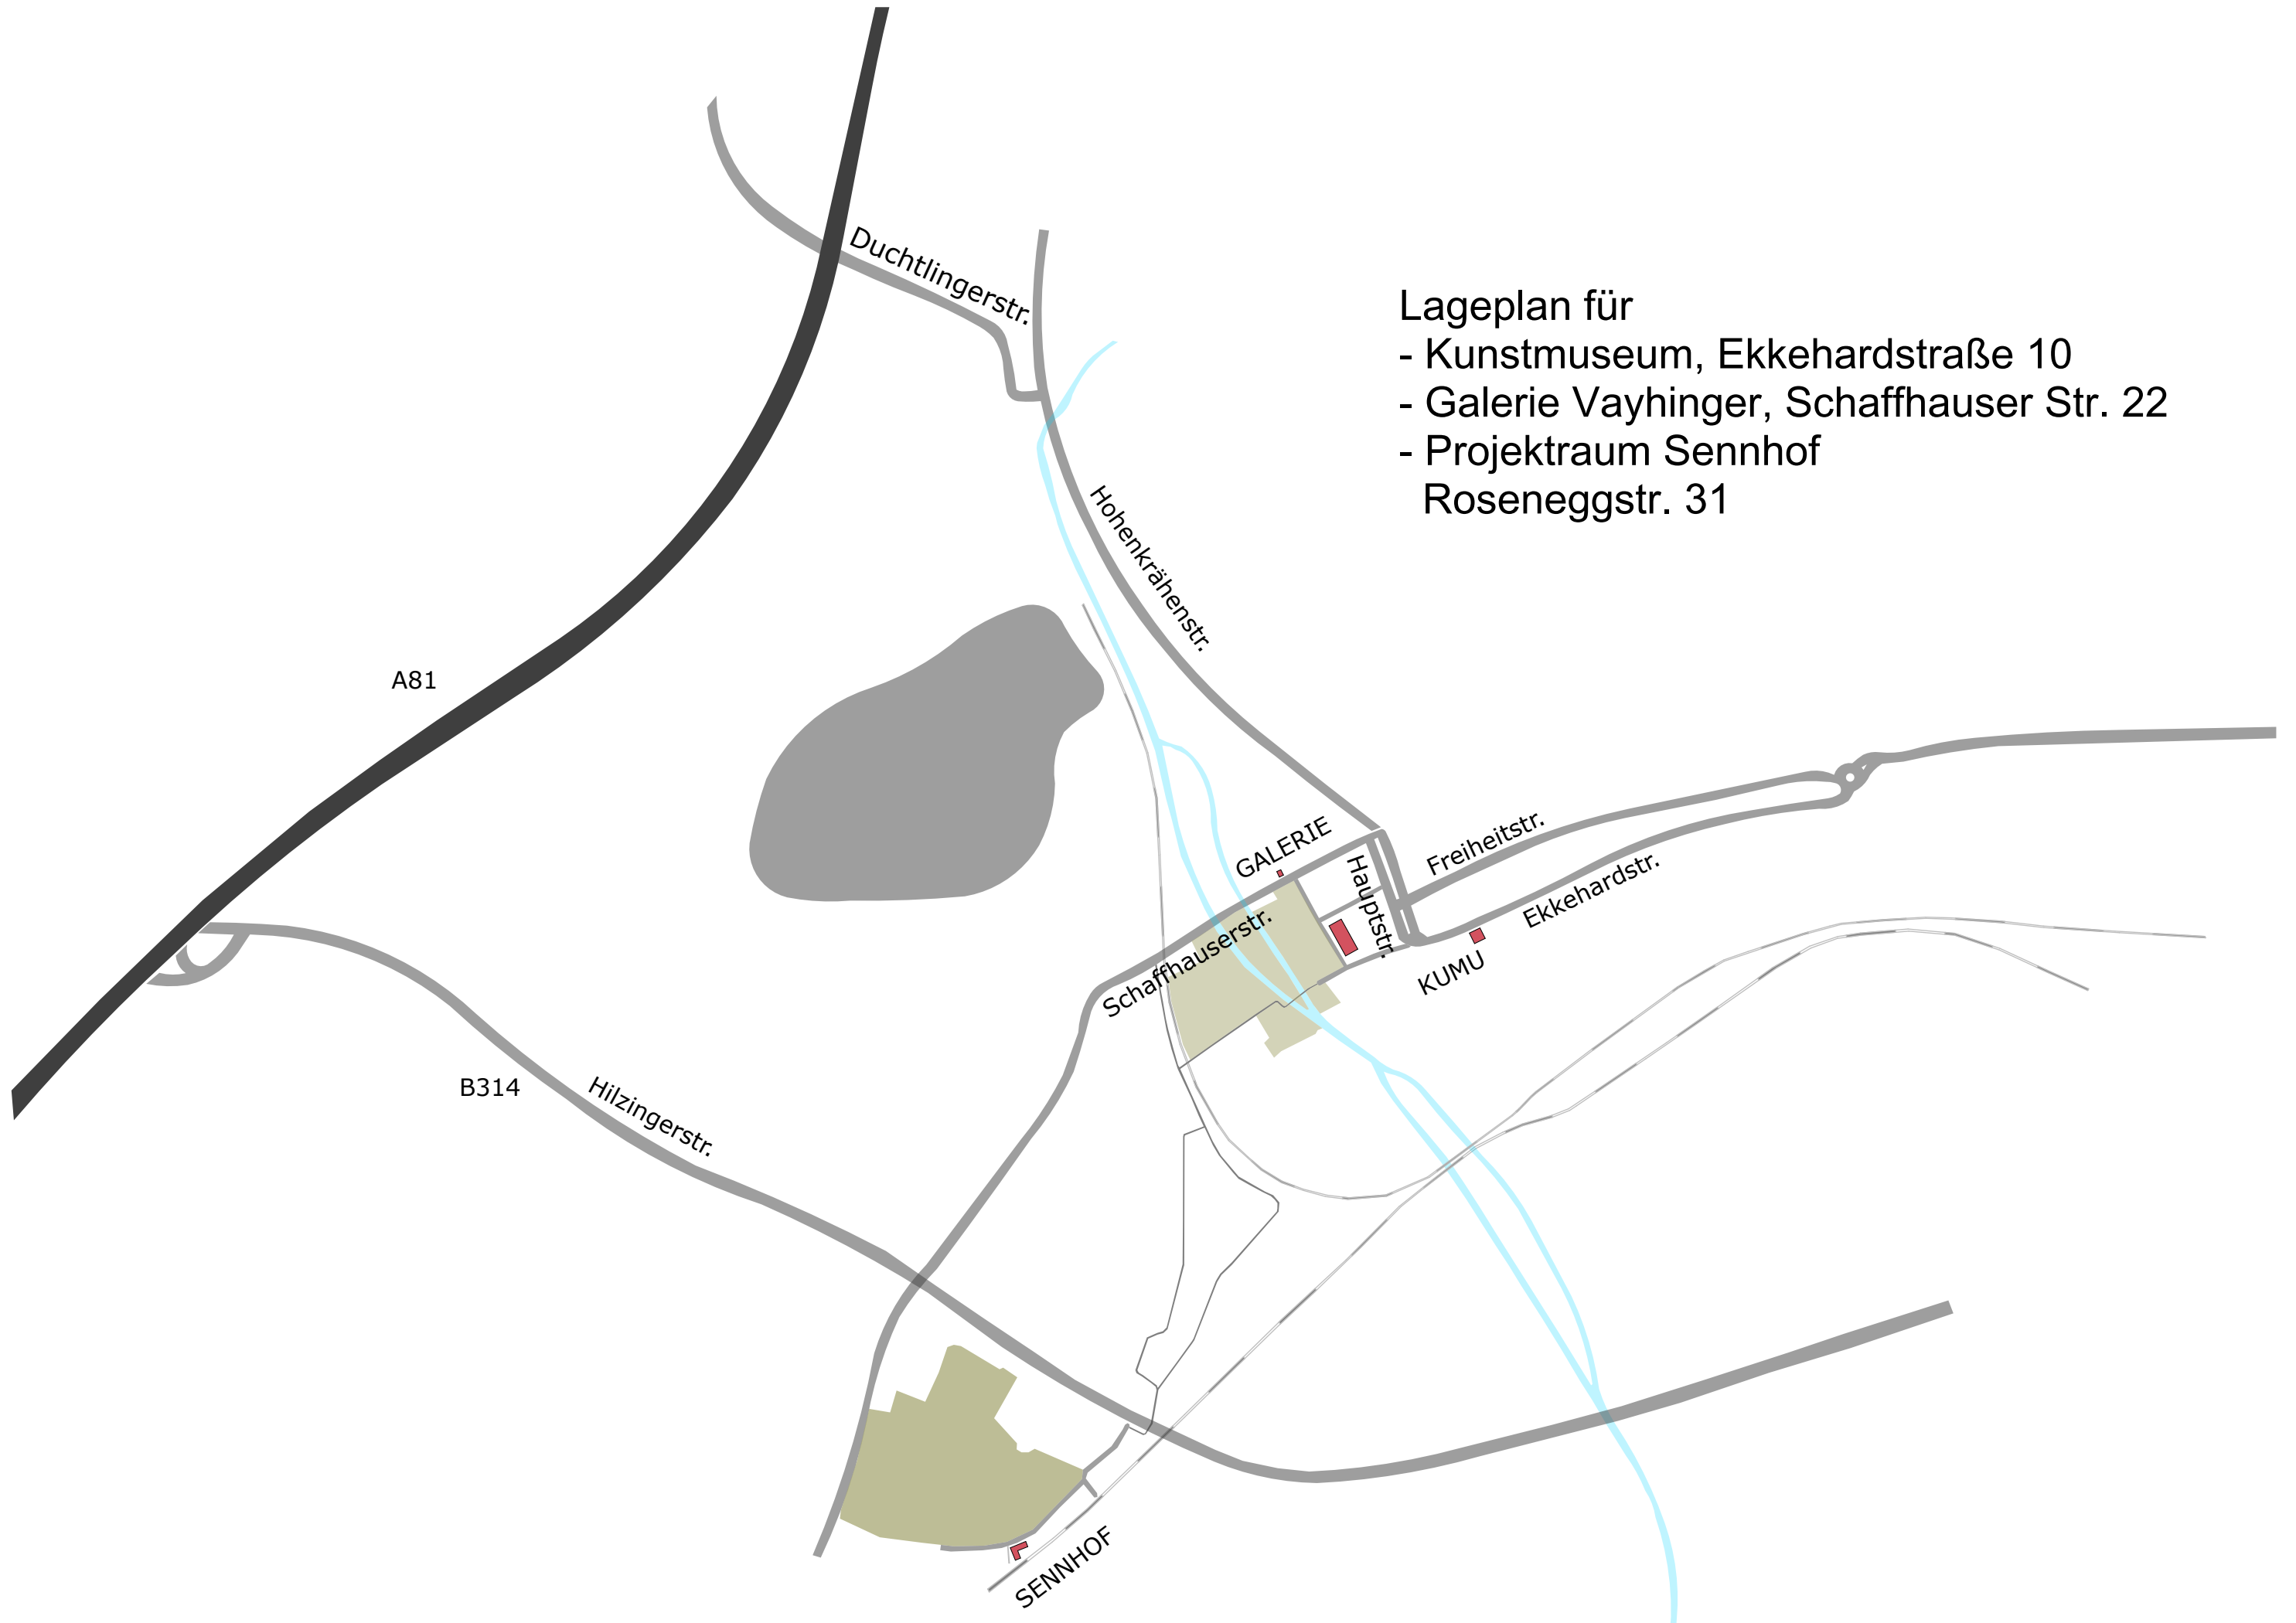 Duchtlingerstr.
Lageplan für
- Kunstmuseum, Ekkehardstraße 10
- Galerie Vayhinger, Schaffhauser Str. 22
- Projektraum Sennhof
Roseneggstr. 31
Hohenkrähenstr.
A81
GALERIE
Hauptstr.
Freiheitstr.
Ekkehardstr.
Schaffhauserstr.
KUMU
B314
Hilzingerstr.
SENNHOF